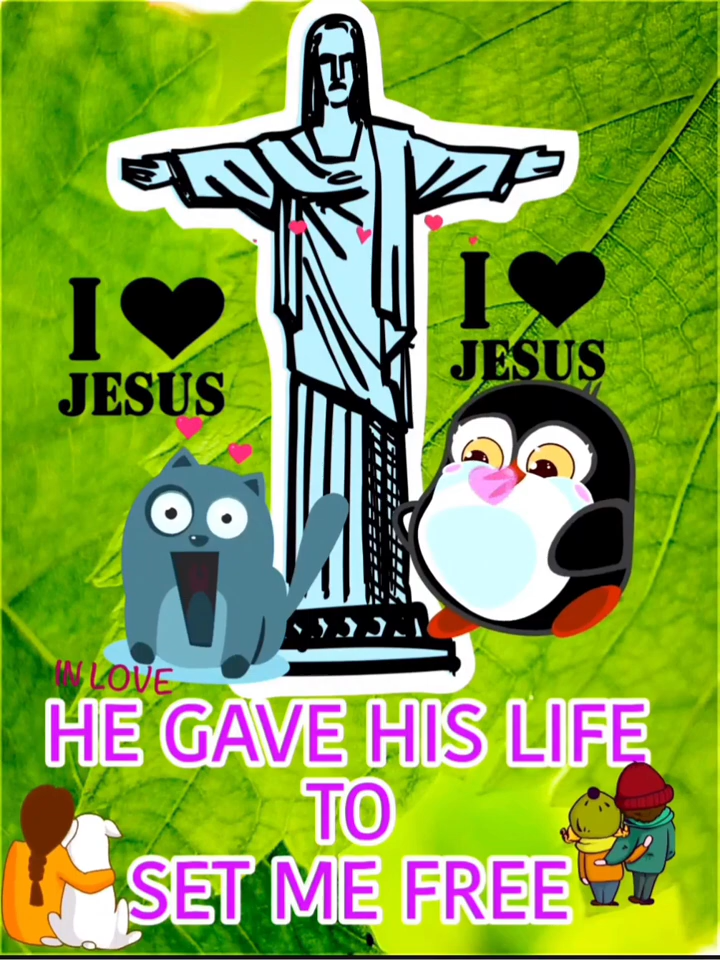 I ♥
JESUS
I ♥
JESUS
IN LOVE
HE GAVE HIS LIFE
TO
SET ME FREE